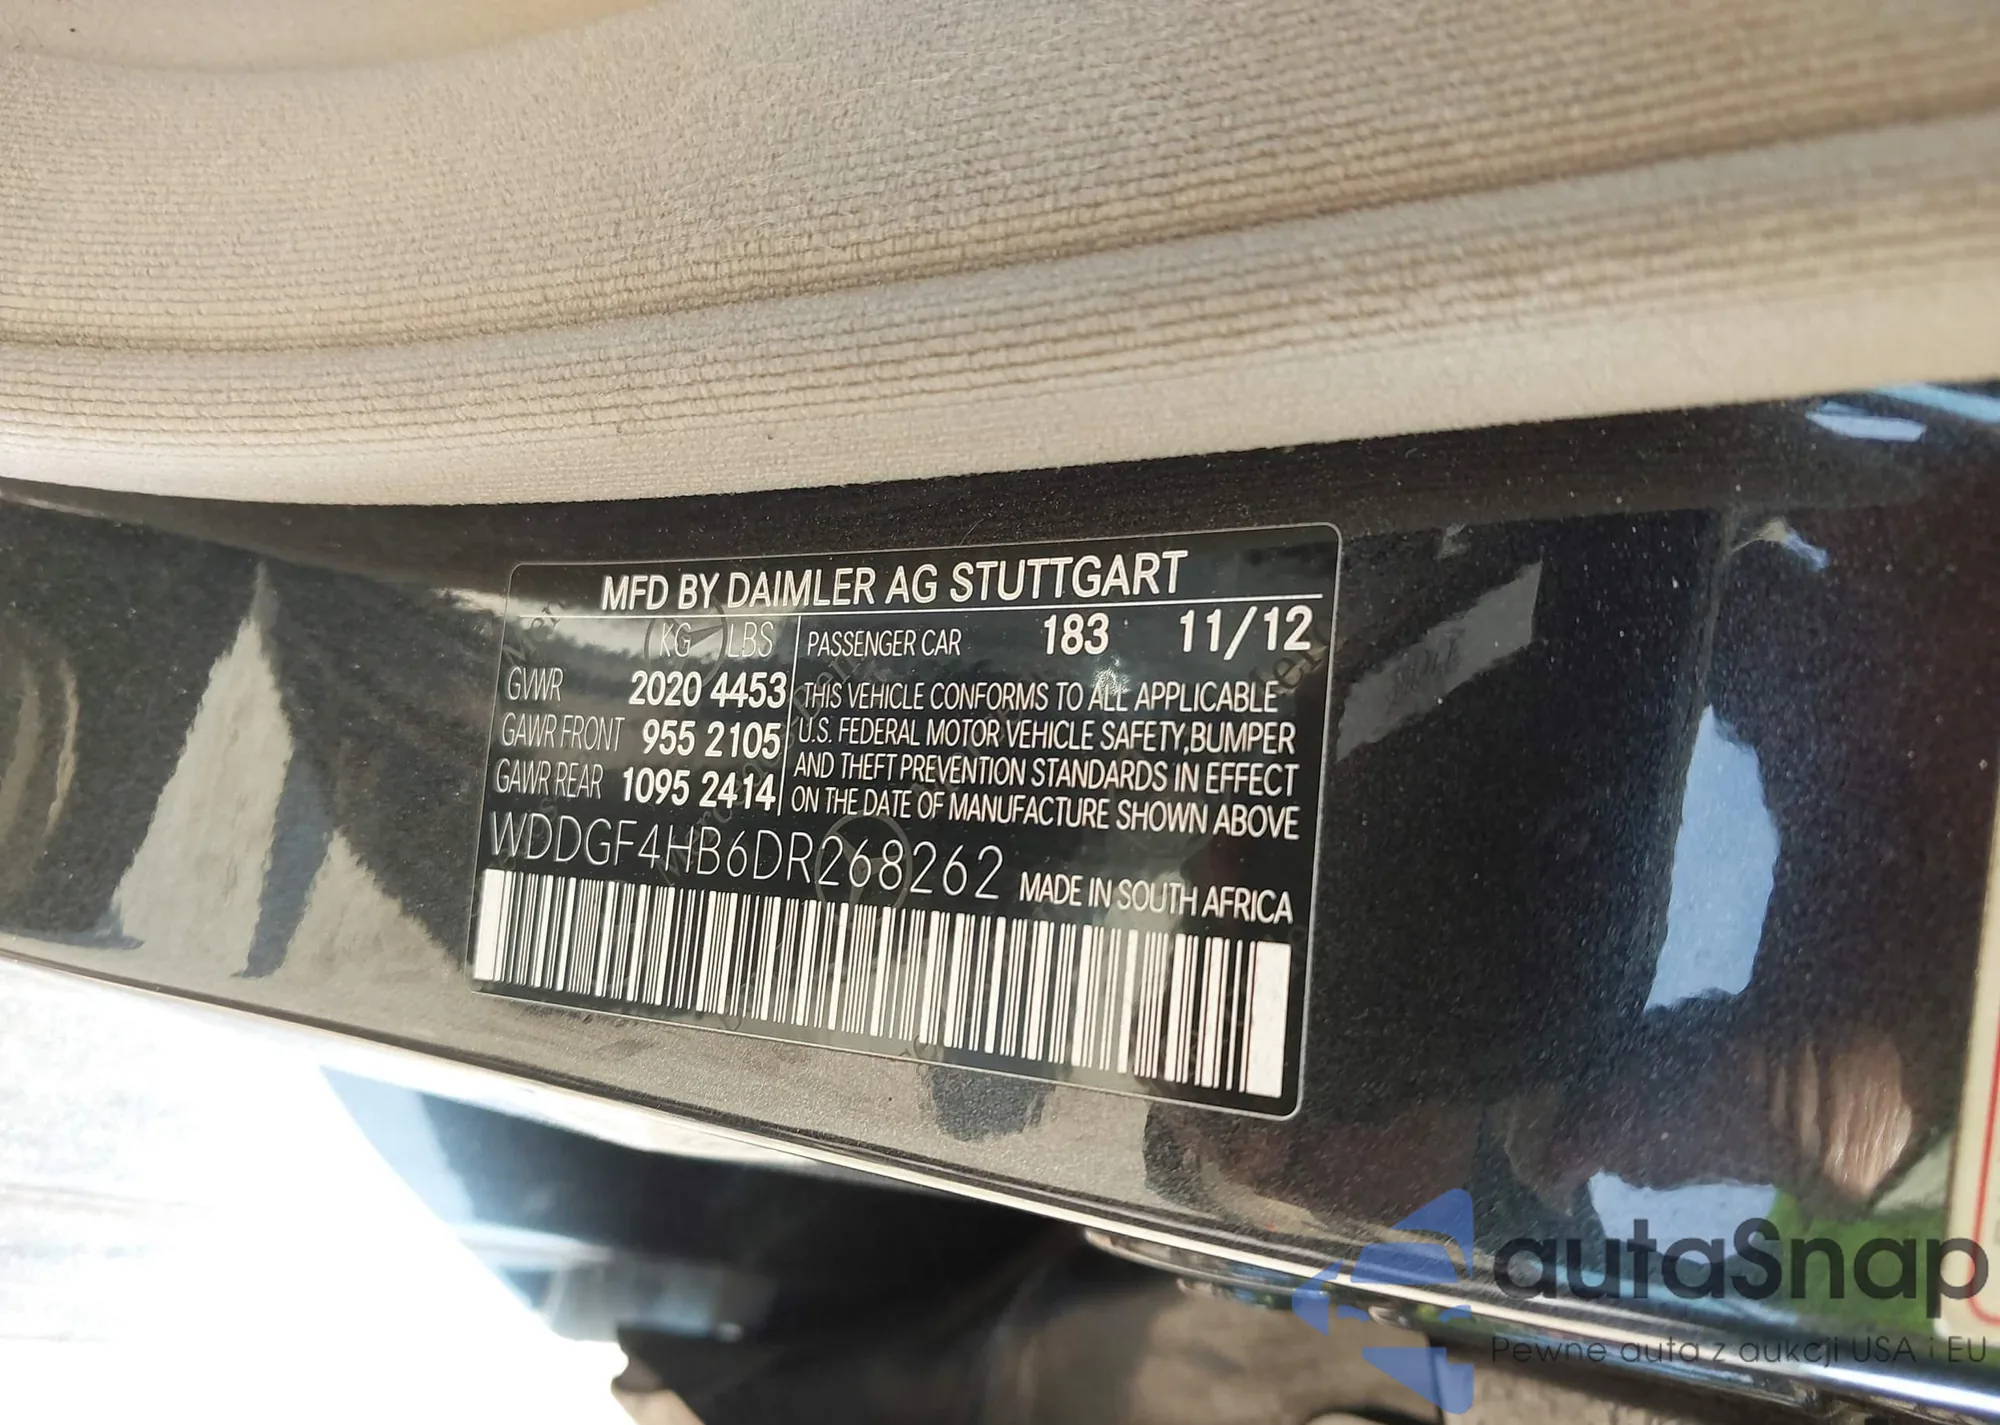 MFD BY DAIMLER AG STUTTGART
KG LBS PASSENGER CAR 183 11/12
GVWR 2020 4453
GAWR FRONT 955 2105
GAWR REAR 1095 2414
THIS VEHICLE CONFORMS TO ALL APPLICABLE
U.S. FEDERAL MOTOR VEHICLE SAFETY,BUMPER
AND THEFT PREVENTION STANDARDS IN EFFECT
ON THE DATE OF MANUFACTURE SHOWN ABOVE
WDDGF4HB6DR268262 MADE IN SOUTH AFRICA
autaSnap
Pewne auta z aukcji USA i EU